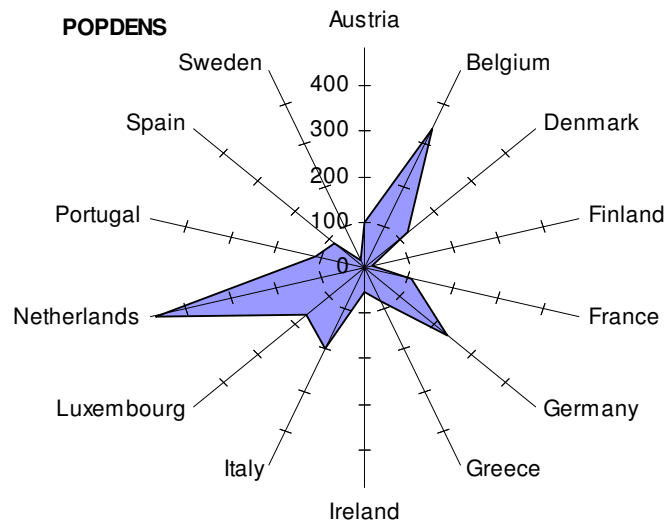 POPDENS
Austria
Sweden
Belgium
400
Spain
300
Denmark
200
Portugal
100
Finland
0
Netherlands
France
Luxembourg
Germany
Italy
Greece
Ireland